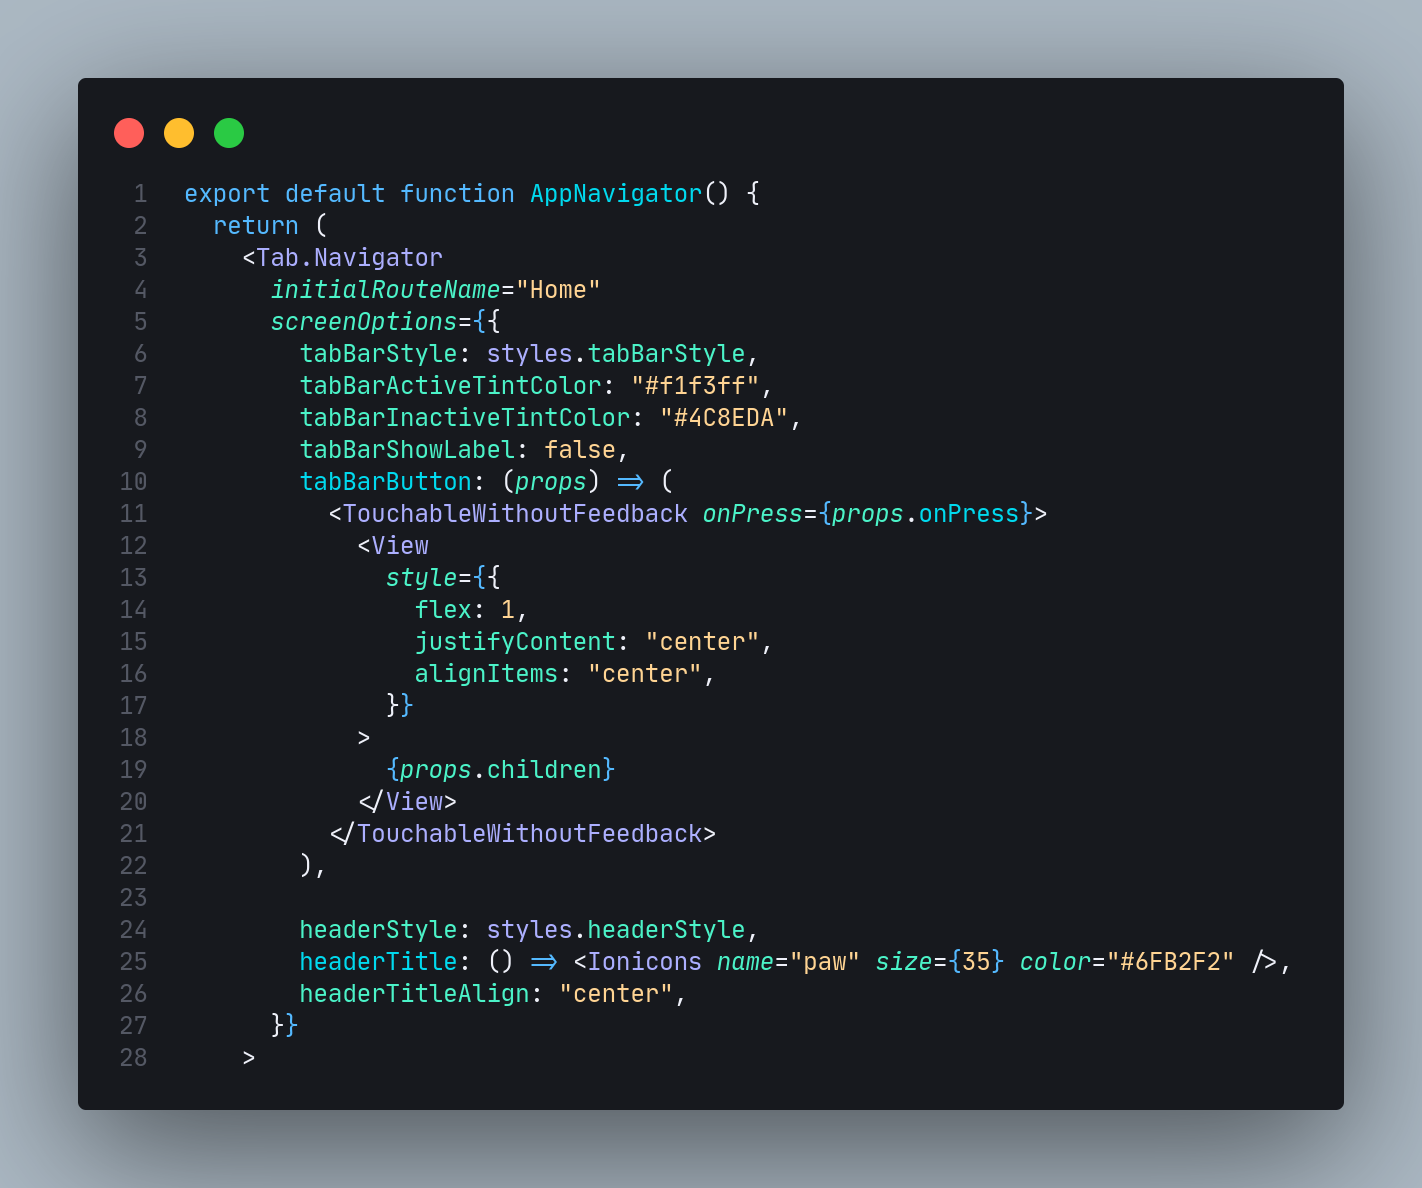 1 export default function AppNavigator() {
2   return (
3     <Tab.Navigator
4       initialRouteName="Home"
5       screenOptions={{
6         tabBarStyle: styles.tabBarStyle,
7         tabBarActiveTintColor: "#f1f3ff",
8         tabBarInactiveTintColor: "#4C8EDA",
9         tabBarShowLabel: false,
10         tabBarButton: (props) => (
11           <TouchableWithoutFeedback onPress={props.onPress}>
12             <View
13               style={{
14                 flex: 1,
15                 justifyContent: "center",
16                 alignItems: "center",
17               }}
18             >
19               {props.children}
20             </View>
21           </TouchableWithoutFeedback>
22         ),
23
24         headerStyle: styles.headerStyle,
25         headerTitle: () => <Ionicons name="paw" size={35} color="#6FB2F2" />,
26         headerTitleAlign: "center",
27       }}
28     >